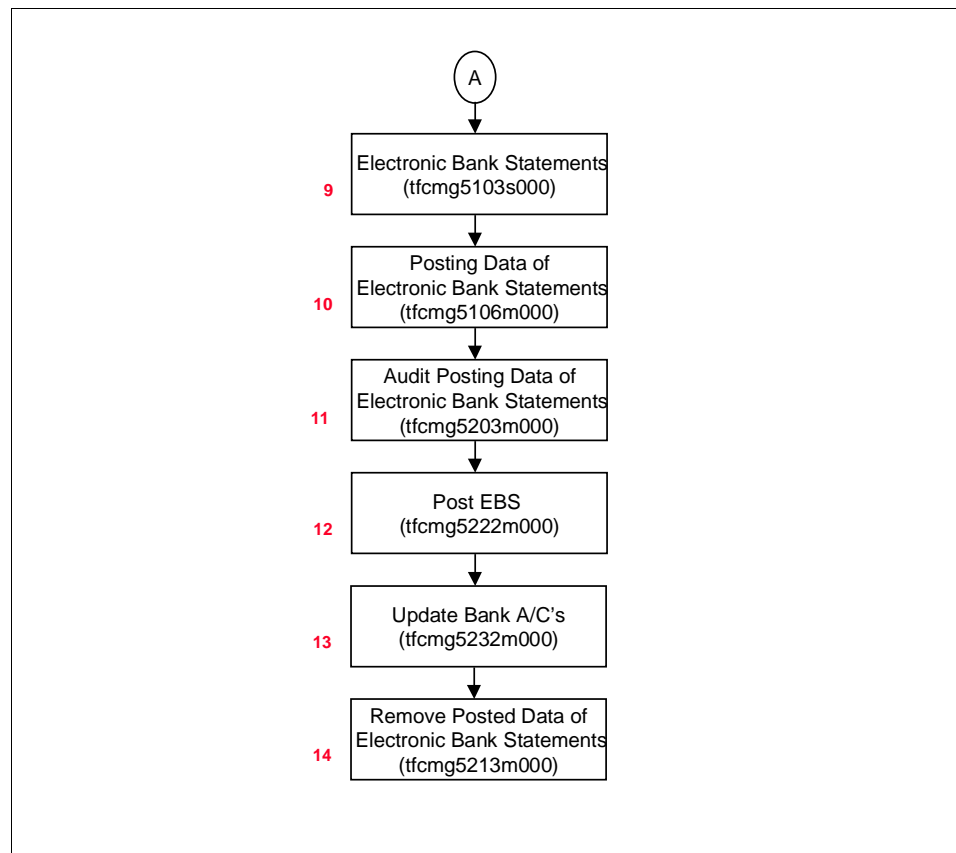 A
Electronic Bank Statements
(tfcmg5103s000)
9
Posting Data of
Electronic Bank Statements
(tfcmg5106m000)
10
Audit Posting Data of
Electronic Bank Statements
(tfcmg5203m000)
11
Post EBS
(tfcmg5222m000)
12
Update Bank A/C's
(tfcmg5232m000)
13
Remove Posted Data of
Electronic Bank Statements
(tfcmg5213m000)
14